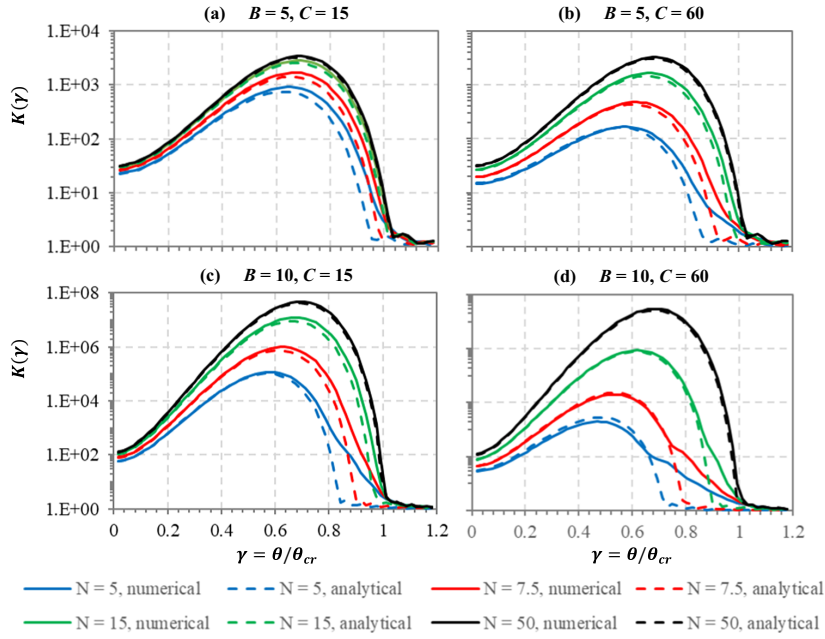 (a) B = 5, C = 15
(b) B = 5, C = 60
K(γ)
1.E+04
1.E+03
1.E+02
1.E+01
1.E+00
(c) B = 10, C = 15
(d) B = 10, C = 60
K(γ)
1.E+08
1.E+06
1.E+04
1.E+02
1.E+00
0 0.2 0.4 0.6 0.8 1 1.2
0 0.2 0.4 0.6 0.8 1 1.2
γ = θ/θcr
γ = θ/θcr
N = 5, numerical N = 5, analytical N = 7.5, numerical N = 7.5, analytical
N = 15, numerical N = 15, analytical N = 50, numerical N = 50, analytical